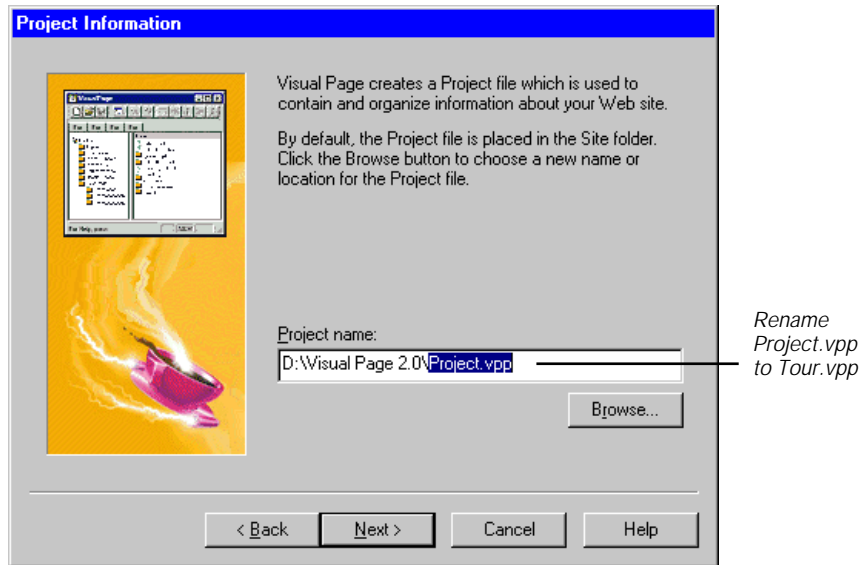 Project Information
Visual Page creates a Project file which is used to
contain and organize information about your Web site.
By default, the Project file is placed in the Site folder.
Click the Browse button to choose a new name or
location for the Project file.
Project name:
D:\Visual Page 2.0\Project.vpp
Browse...
< Back
Next >
Cancel
Help
Rename
Project.vpp
to Tour.vpp